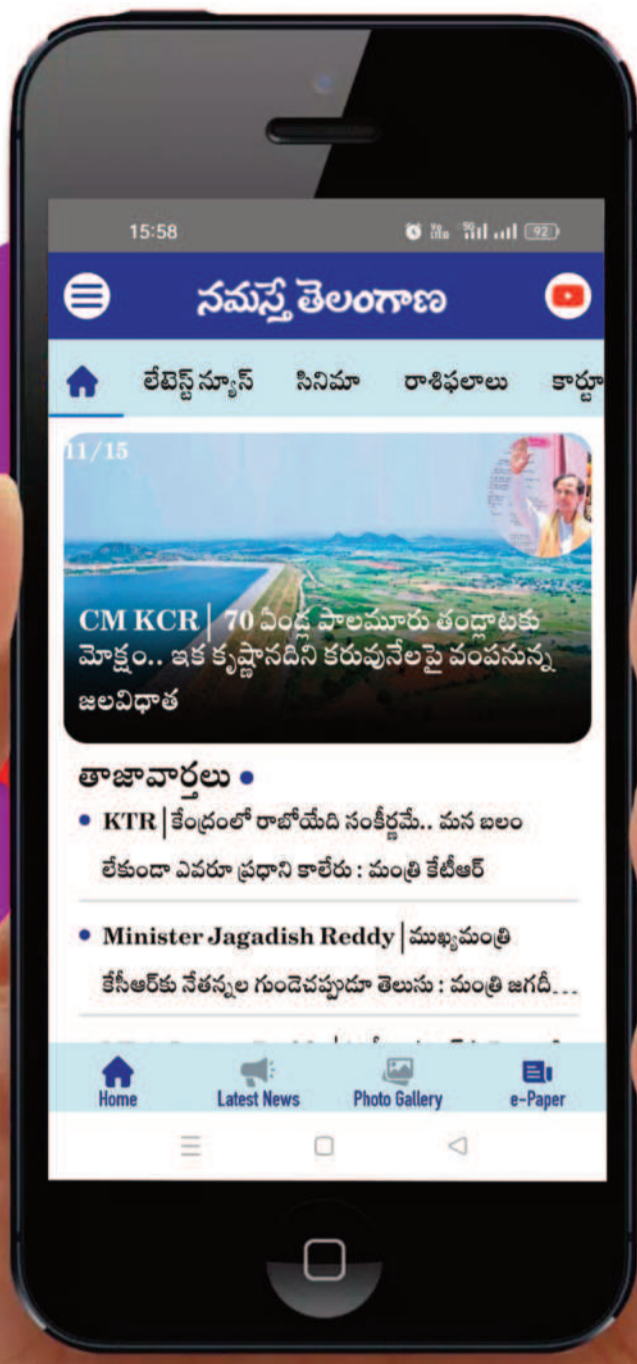 15:58
92
నమస్తే తెలంగాణ
లేటెస్ట్ న్యూస్ సినిమా రాశిఫలాలు కార్టూ
11/15
CM KCR | 70 ఏండ్ల పాలమూరు తండ్లాటకు
మోక్షం.. ఇక కృష్ణానదిని కరువునేలపై వంపనున్న
జలవిధాత
తాజావార్తలు
KTR | కేంద్రంలో రాబోయేది సంకీర్ణమే.. మన బలం
లేకుండా ఎవరూ ప్రధాని కాలేరు : మంత్రి కేటీఆర్
Minister Jagadish Reddy | ముఖ్యమంత్రి
కేసీఆర్‌కు నేతన్నల గుండెచప్పుడూ తెలుసు : మంత్రి జగదీ...
Home Latest News Photo Gallery e-Paper